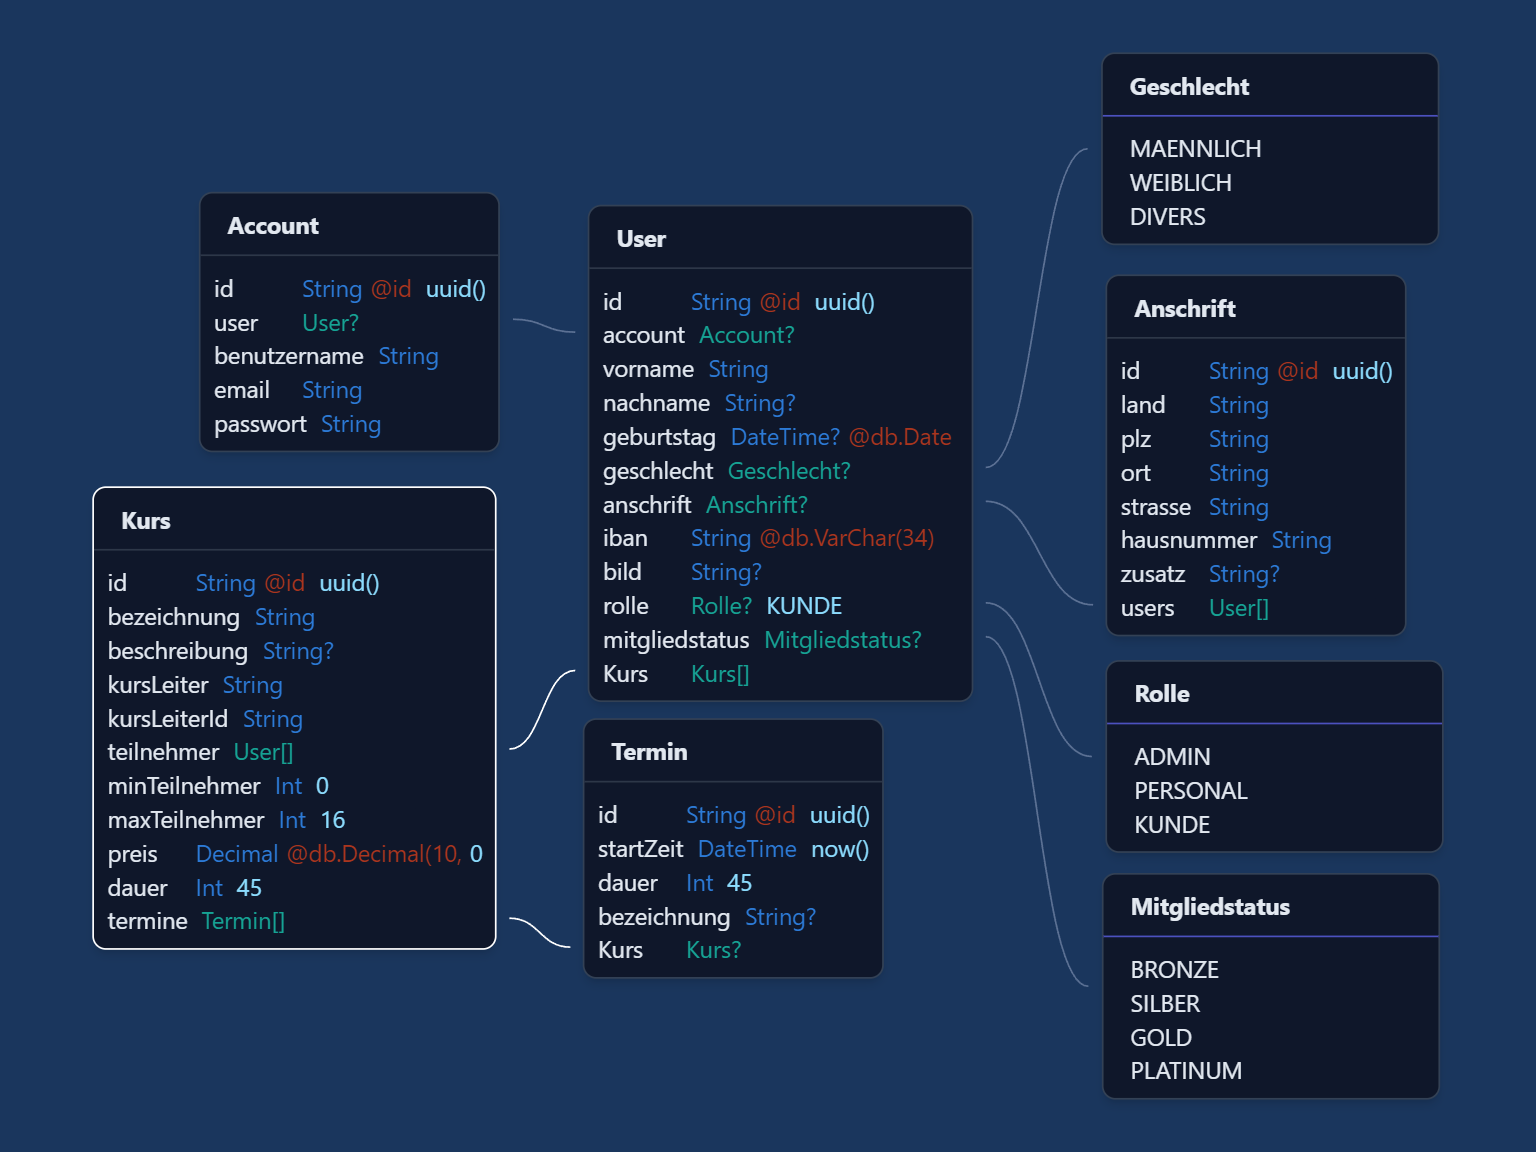 Account
id String @id uuid()
user User?
benutzername String
email String
passwort String
Kurs
id String @id uuid()
bezeichnung String
beschreibung String?
kursLeiter String
kursLeiterId String
teilnehmer User[]
minTeilnehmer Int 0
maxTeilnehmer Int 16
preis Decimal @db.Decimal(10, 0
dauer Int 45
termine Termin[]
User
id String @id uuid()
account Account?
vorname String
nachname String?
geburtstag DateTime? @db.Date
geschlecht Geschlecht?
anschrift Anschrift?
iban String @db.VarChar(34)
bild String?
rolle Rolle? KUNDE
mitgliedstatus Mitgliedstatus?
Kurs Kurs[]
Termin
id String @id uuid()
startZeit DateTime now()
dauer Int 45
bezeichnung String?
Kurs Kurs?
Geschlecht
MAENNLICH
WEIBLICH
DIVERS
Anschrift
id String @id uuid()
land String
plz String
ort String
strasse String
hausnummer String
zusatz String?
users User[]
Rolle
ADMIN
PERSONAL
KUNDE
Mitgliedstatus
BRONZE
SILBER
GOLD
PLATINUM